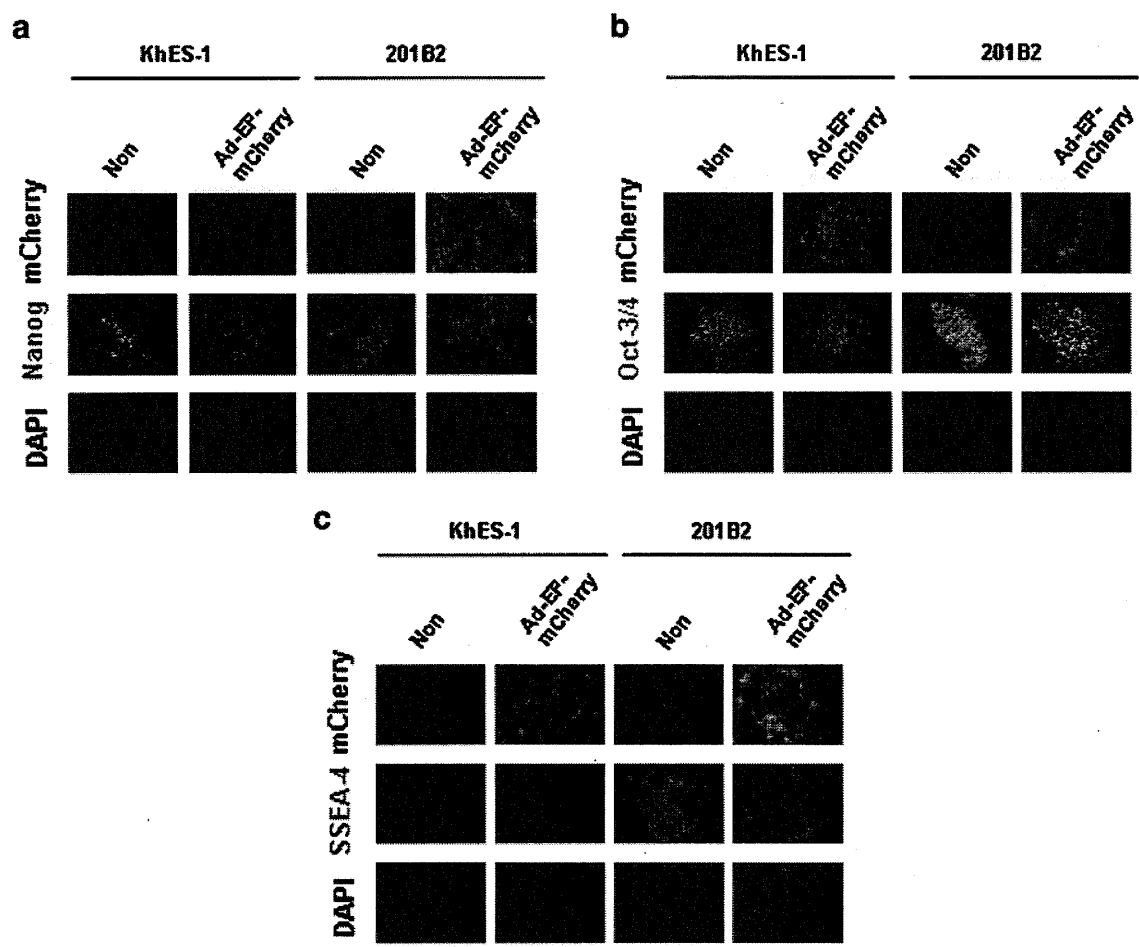 a
KhES-1 201B2
Non Ad-EF-mCherry Non Ad-EF-mCherry
mCherry
Nanog
DAPI
b
KhES-1 201B2
Non Ad-EF-mCherry Non Ad-EF-mCherry
mCherry
Oct-3/4
DAPI
c
KhES-1 201B2
Non Ad-EF-mCherry Non Ad-EF-mCherry
mCherry
SSEA-4
DAPI